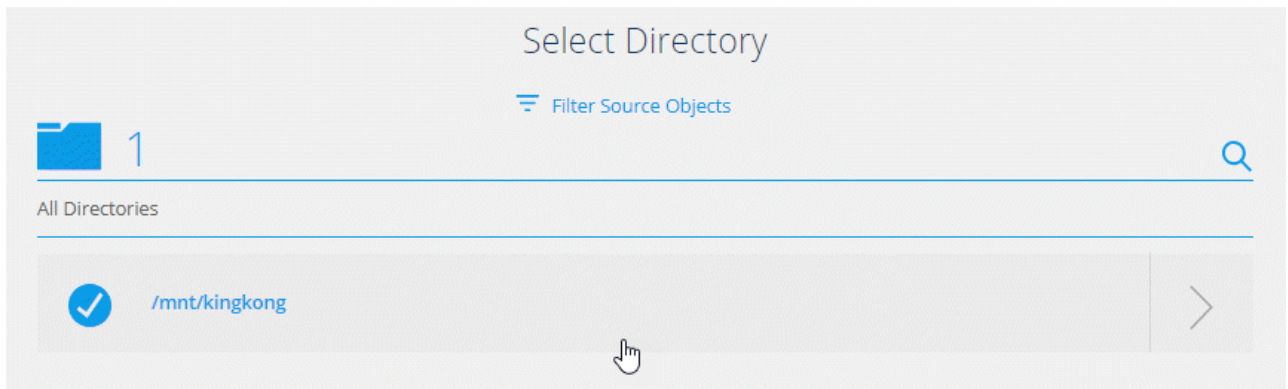 Select Directory
Filter Source Objects
1
All Directories
/mnt/kingkong